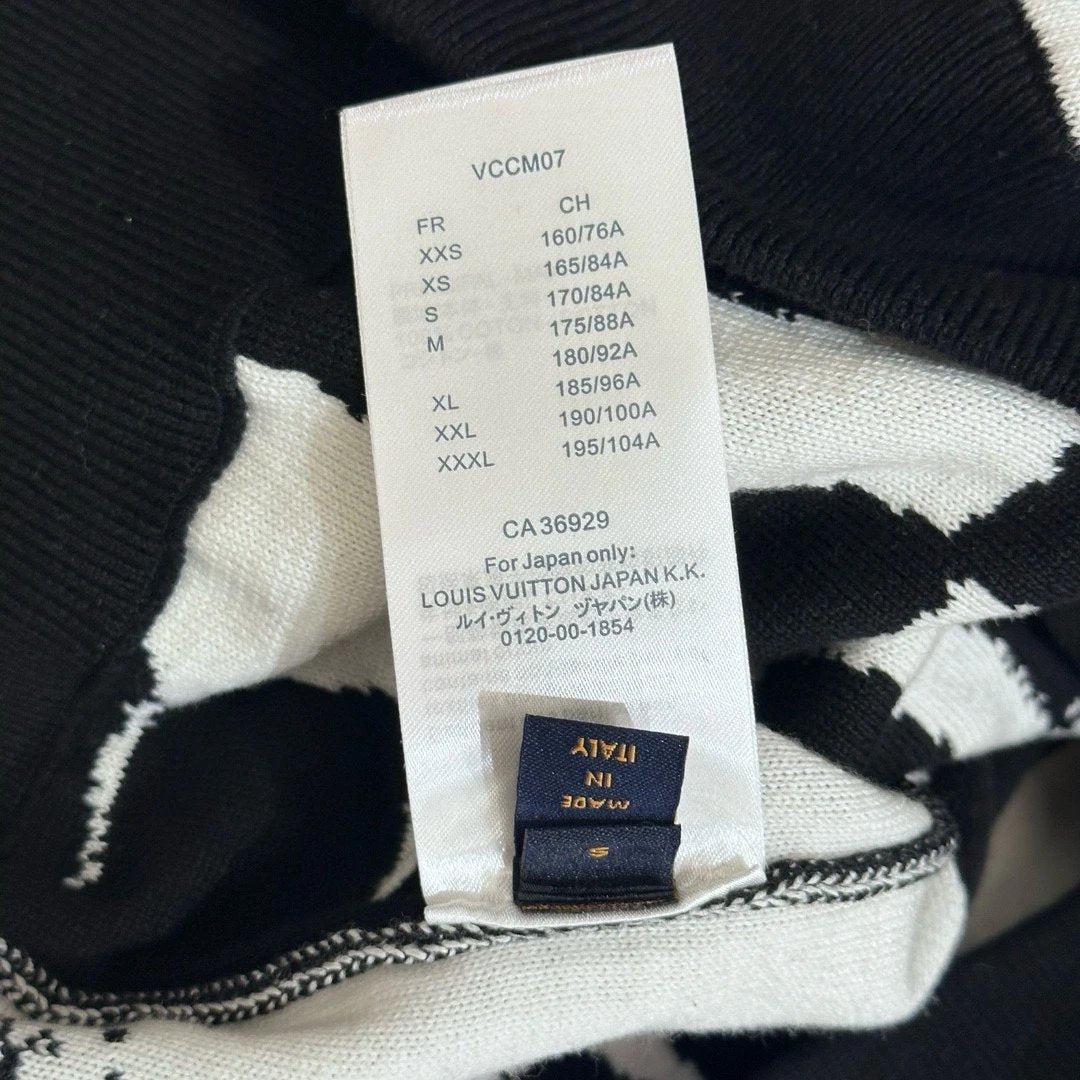 VCCM07
FR CH
XXS 160/76A
XS 165/84A
S 170/84A
M 175/88A
180/92A
XL 185/96A
XXL 190/100A
XXXL 195/104A
CA 36929
For Japan only:
LOUIS VUITTON JAPAN K.K.
ルイ・ヴィトン ヅヤパン(株)
0120-00-1854
MADE
IN
ITALY
S